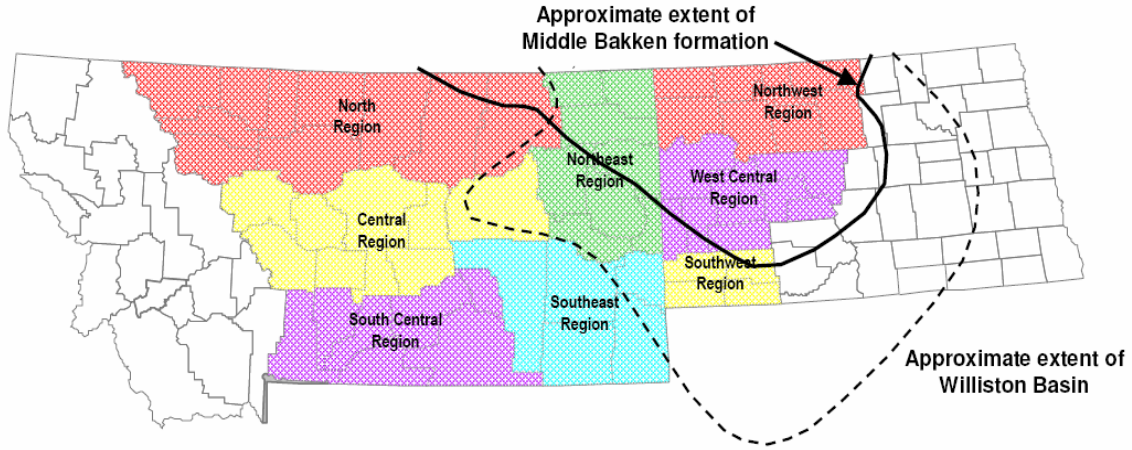 Approximate extent of
Middle Bakken formation
North
Region
Northwest
Region
Northeast
Region
West Central
Region
Central
Region
Southwest
Region
South Central
Region
Southeast
Region
Approximate extent of
Williston Basin